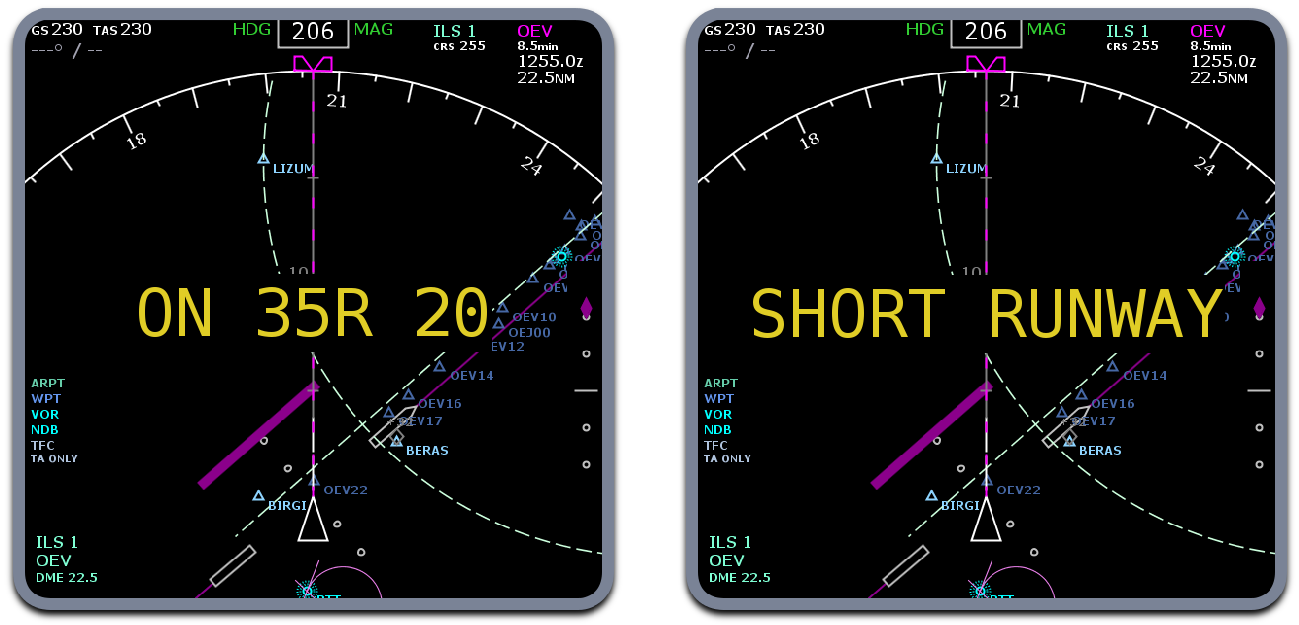 GS 230 TAS 230 HDG 206 MAG ILS 1 OEV
---° / -- CRS 255 8.5min
1255.0z
22.5NM
21
18
24
LIZUM
10
ON 35R 20
OEV10
OEJ00
EV12
OEV14
ARPT
WPT
VOR
NDB
TFC
TA ONLY
OEV16
OEV17
BERAS
OEV22
BIRGI
ILS 1
OEV
DME 22.5
GS 230 TAS 230 HDG 206 MAG ILS 1 OEV
---° / -- CRS 255 8.5min
1255.0z
22.5NM
21
18
24
LIZUM
10
SHORT RUNWAY
OEV14
ARPT
WPT
VOR
NDB
TFC
TA ONLY
OEV16
OEV17
BERAS
OEV22
BIRGI
ILS 1
OEV
DME 22.5